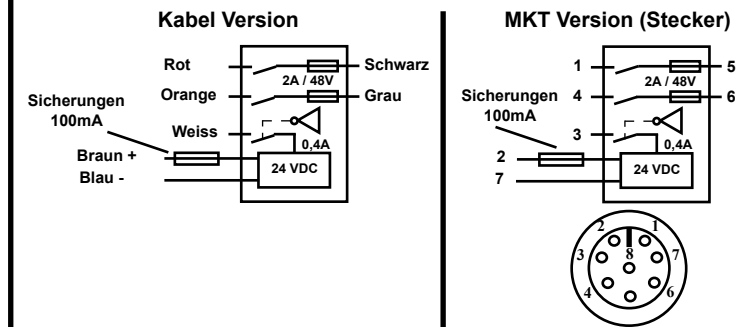 Kabel Version
Rot
Schwarz
2A / 48V
Orange
Grau
Sicherungen
100mA
Weiss
0,4A
Braun +
24 VDC
Blau -
MKT Version (Stecker)
1
5
2A / 48V
4
6
Sicherungen
100mA
3
0,4A
2
24 VDC
7
2
1
3
8
7
4
6